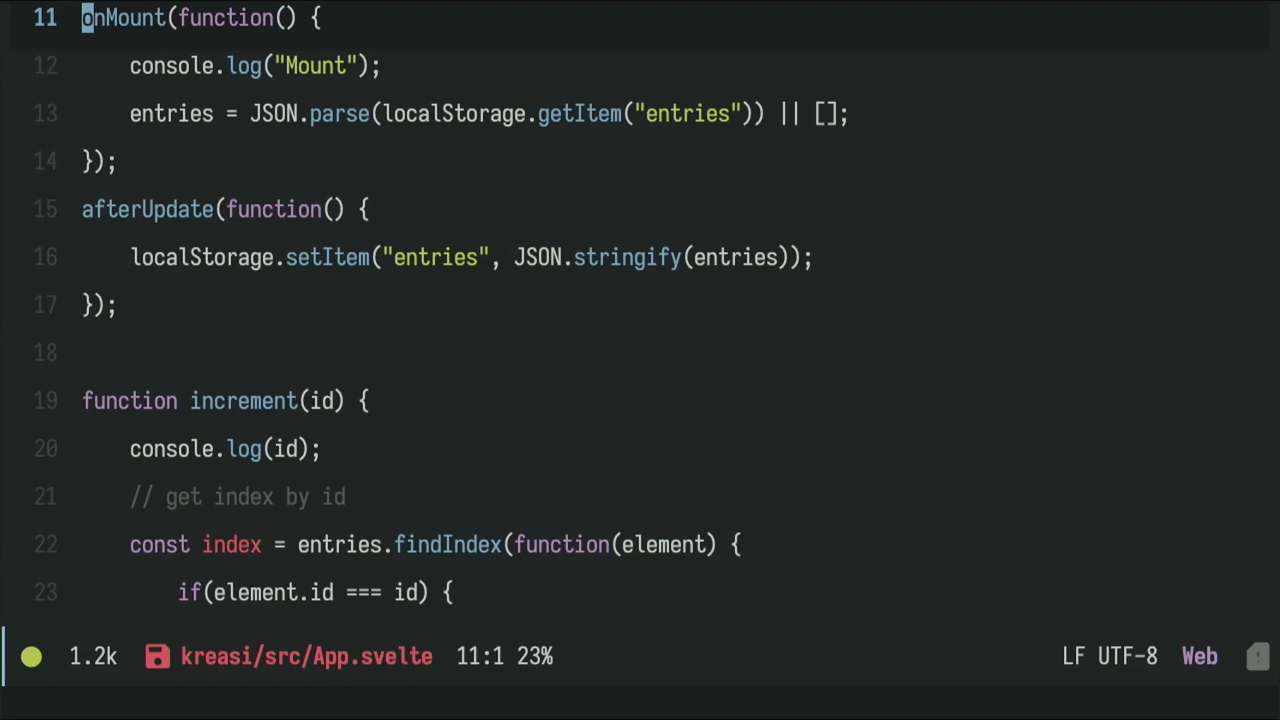 11 onMount(function() {
12 console.log("Mount");
13 entries = JSON.parse(localStorage.getItem("entries")) || [];
14 });
15 afterUpdate(function() {
16 localStorage.setItem("entries", JSON.stringify(entries));
17 });
18
19 function increment(id) {
20 console.log(id);
21 // get index by id
22 const index = entries.findIndex(function(element) {
23 if(element.id === id) {
1.2k kreasi/src/App.svelte 11:1 23% LF UTF-8 Web